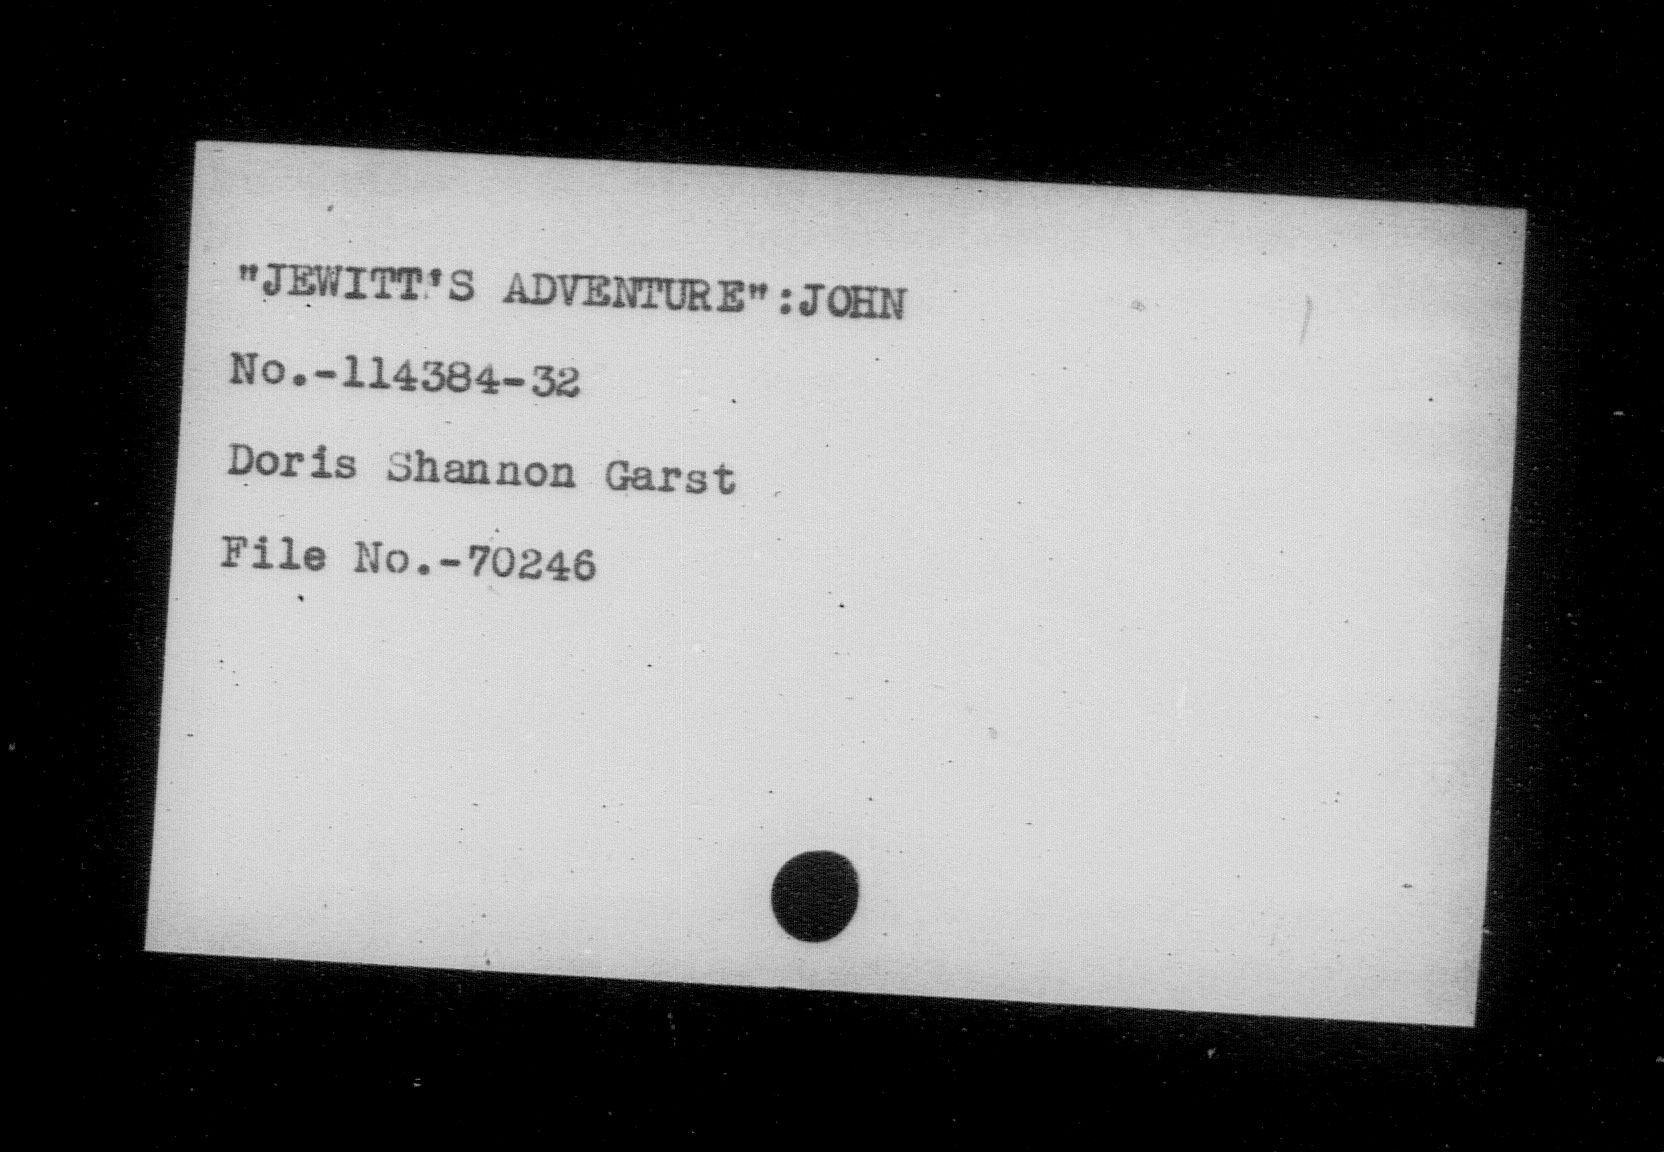 "JEWITT'S ADVENTURE":JOHN
No.-114384-32
Doris Shannon Garst
File No.-70246